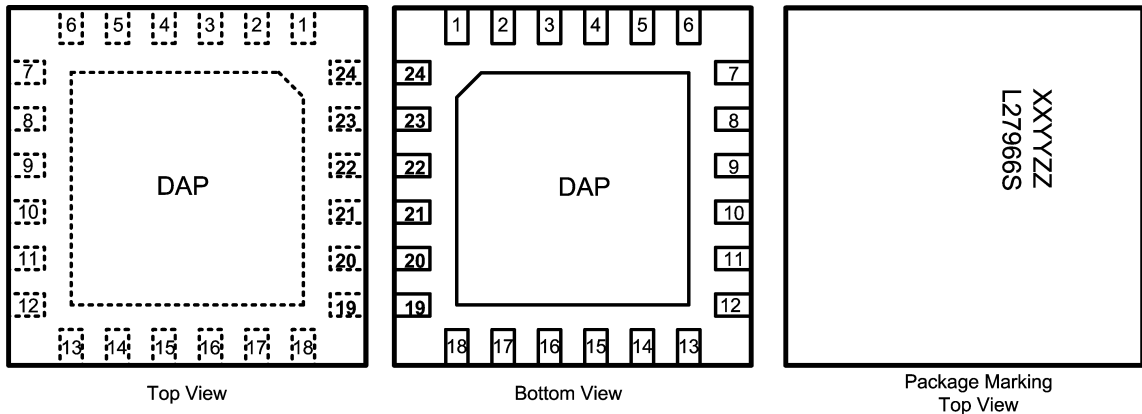 6 5 4 3 2 1
7 24
8 23
9 22
DAP
10 21
11 20
12 19
13 14 15 16 17 18
Top View
1 2 3 4 5 6
24 7
23 8
22 9
DAP
21 10
20 11
19 12
18 17 16 15 14 13
Bottom View
XXYYZZ
L27966S
Package Marking
Top View